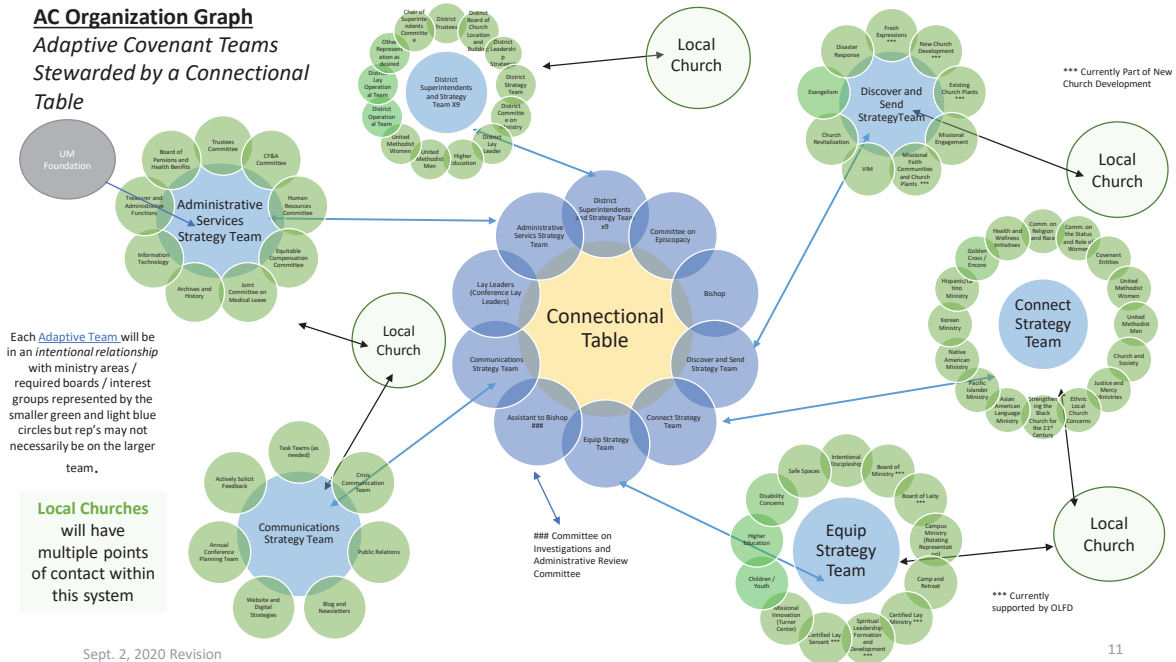 AC Organization Graph
Adaptive Covenant Teams
Stewarded by a Connectional
Table
UM
Foundation
Administrative
Services
Strategy Team
Trustees
Committee
CF&A
Committee
Human
Resources
Committee
Equitable
Compensation
Committee
Joint
Committee on
Medical Leave
Archives and
History
Information
Technology
Treasurer and
Administrative
Functions
Board of
Pensions and
Health Benefits
District
Superintendents
and Strategy
Team X9
District
Trustees
District
Board of
Church
Location
and
Building
District
Leadershi
p
District
Strategy
Team
District
Committe
e on
Ministry
District Lay
Leader
Higher
Education
United
Methodist
Men
United
Methodist
Women
District
Operation
al Team
District
Lay
Operation
al Team
Other
Represent
ation as
desired
Chair of
Superinte
ndents
Committe
e
Local
Church
Discover and
Send
StrategyTeam
Fresh
Expressions
***
New Church
Development
***
Existing
Church Plants
***
Missional
Engagement
Missional
Faith
Communities
and Church
Plants ***
VIM
Church
Revitalization
Evangelism
Disaster
Response
*** Currently Part of New
Church Development
Local
Church
Connectional
Table
District
Superintendents
and Strategy Team
x9
Committee on
Episcopacy
Bishop
Discover and Send
Strategy Team
Connect Strategy
Team
Equip Strategy
Team
Assistant to Bishop
###
Communications
Strategy Team
Lay Leaders
(Conference Lay
Leaders)
Administrative
Servics Strategy
Team
### Committee on
Investigations and
Administrative Review
Committee
Connect
Strategy
Team
Comm. on
Religion
and Race
Comm. on
the Status
and Role of
Women
Covenant
Entities
United
Methodist
Women
United
Methodist
Men
Church and
Society
Justice and
Mercy
Ministries
Ethnic
Local
Church
Concerns
Strengthen
ing the
Black
Church for
the 21st
Century
Asian
American
Language
Ministry
Pacific
Islander
Ministry
Native
American
Ministry
Korean
Ministry
Hispanic/La
tino
Ministry
Golden
Cross /
Encore
Health and
Wellness
Initiatives
Local
Church
Each Adaptive Team will be
in an intentional relationship
with ministry areas /
required boards / interest
groups represented by the
smaller green and light blue
circles but rep's may not
necessarily be on the larger
team.
Local Churches
will have
multiple points
of contact within
this system
Communications
Strategy Team
Task Teams (as
needed)
Crisis
Communication
Team
Public Relations
Blog and
Newsletters
Website and
Digital
Strategies
Annual
Conference
Planning Team
Actively Solicit
Feedback
Equip
Strategy
Team
Intentional
Discipleship
Board of
Ministry ***
Board of Laity
***
Campus
Ministry
(Rotating
Representati
Camp and
Retreat
Certified Lay
Ministry ***
Spiritual
Leadership
Formation
and
Development
***
Certified Lay
Servant ***
Missional
Innovation
(Turner
Center)
Children /
Youth
Higher
Education
Disability
Concerns
Safe Spaces
Local
Church
*** Currently
supported by OLFD
Sept. 2, 2020 Revision
11